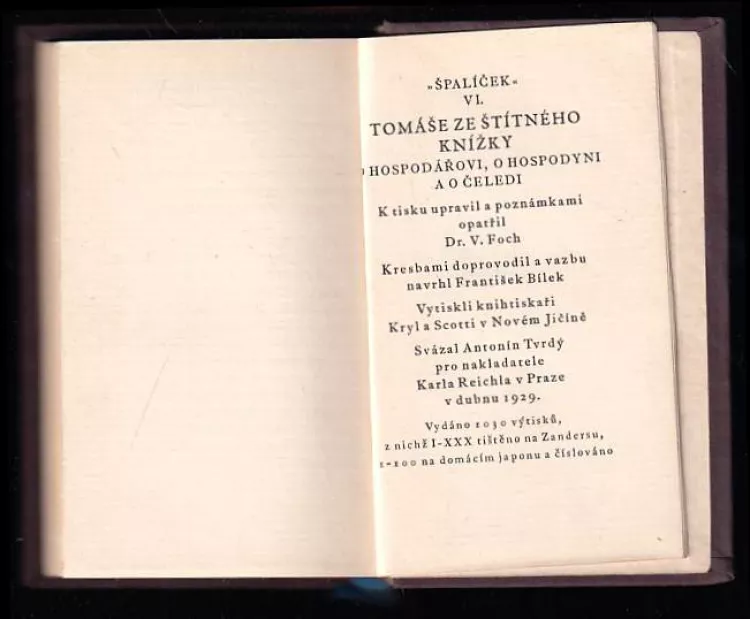 „ŠPALÍČEK“
VI.
TOMÁŠE ZE ŠTÍTNÉHO
KNÍŽKY
O HOSPODÁŘOVI, O HOSPODYNI
A O ČELEDI
K tisku upravil a poznámkami
opatřil
Dr. V. Foch
Kresbami doprovodil a vazbu
navrhl František Bílek
Vytiskli knihtiskaři
Kryl a Scotti v Novém Jičíně
Svázal Antonín Tvrdý
pro nakladatele
Karla Reichla v Praze
v dubnu 1929.
Vydáno 1030 výtisků,
z nichž I-XXX tištěno na Zandersu,
1-100 na domácím japonu a číslováno